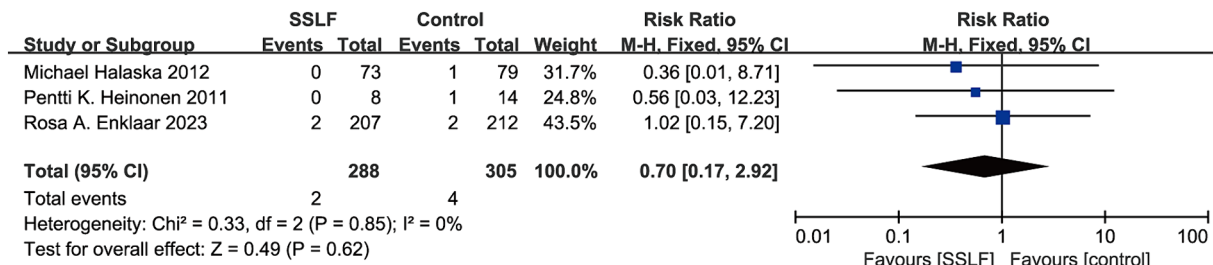 SSLF Control Risk Ratio Risk Ratio
Study or Subgroup Events Total Events Total Weight M-H, Fixed, 95% CI M-H, Fixed, 95% CI
Michael Halaska 2012 0 73 1 79 31.7% 0.36 [0.01, 8.71]
Pentti K. Heinonen 2011 0 8 1 14 24.8% 0.56 [0.03, 12.23]
Rosa A. Enklaar 2023 2 207 2 212 43.5% 1.02 [0.15, 7.20]
Total (95% CI) 288 305 100.0% 0.70 [0.17, 2.92]
Total events 2 4
Heterogeneity: Chi² = 0.33, df = 2 (P = 0.85); I² = 0%
Test for overall effect: Z = 0.49 (P = 0.62)
0.01 0.1 1 10 100
Favours [SSLF] Favours [control]